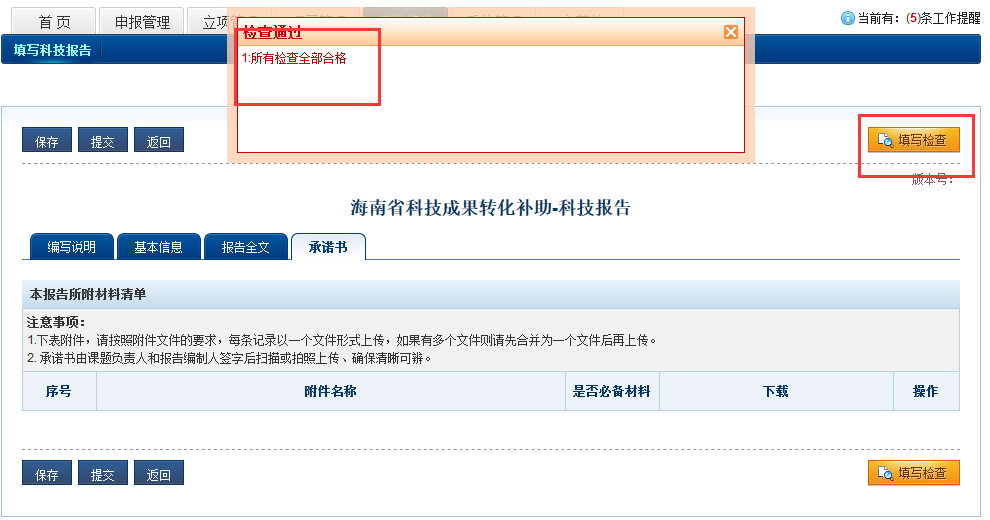 首 页
申报管理
立项
当前有：(5)条工作提醒
填写科技报告
检查通过
1:所有检查全部合格
保存
提交
返回
填写检查
版本号：
海南省科技成果转化补助-科技报告
编写说明
基本信息
报告全文
承诺书
本报告所附材料清单
注意事项：
1.下表附件，请按照附件文件的要求，每条记录以一个文件形式上传，如果有多个文件则请先合并为一个文件后再上传。
2. 承诺书由课题负责人和报告编制人签字后扫描或拍照上传、确保清晰可辨。
序号
附件名称
是否必备材料
下载
操作
保存
提交
返回
填写检查